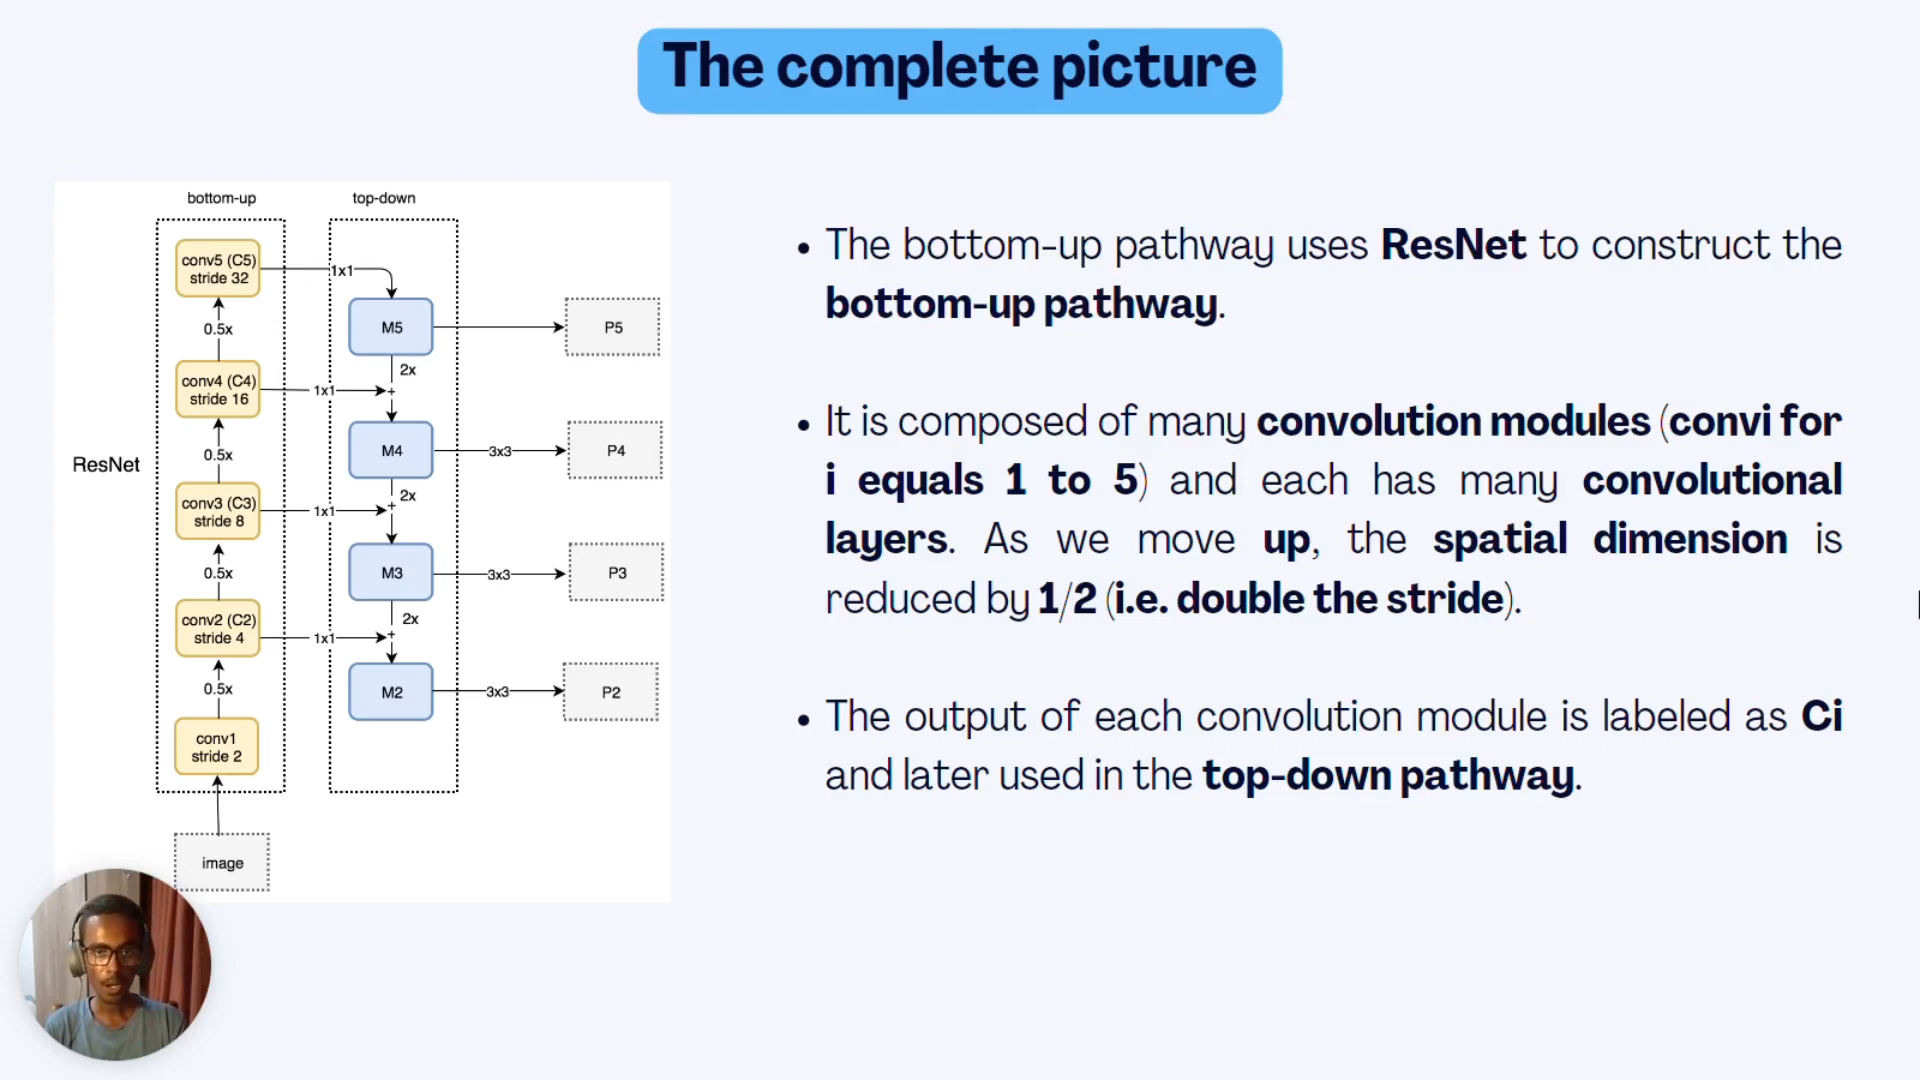 The complete picture
bottom-up
top-down
conv5 (C5)
stride 32
1x1
M5
P5
0.5x
2x
conv4 (C4)
stride 16
1x1
+
M4
3x3
P4
0.5x
ResNet
2x
conv3 (C3)
stride 8
1x1
+
M3
3x3
P3
0.5x
2x
conv2 (C2)
stride 4
1x1
+
M2
3x3
P2
0.5x
conv1
stride 2
image
• The bottom-up pathway uses ResNet to construct the
bottom-up pathway.
• It is composed of many convolution modules (convi for
i equals 1 to 5) and each has many convolutional
layers. As we move up, the spatial dimension is
reduced by 1/2 (i.e. double the stride).
• The output of each convolution module is labeled as Ci
and later used in the top-down pathway.